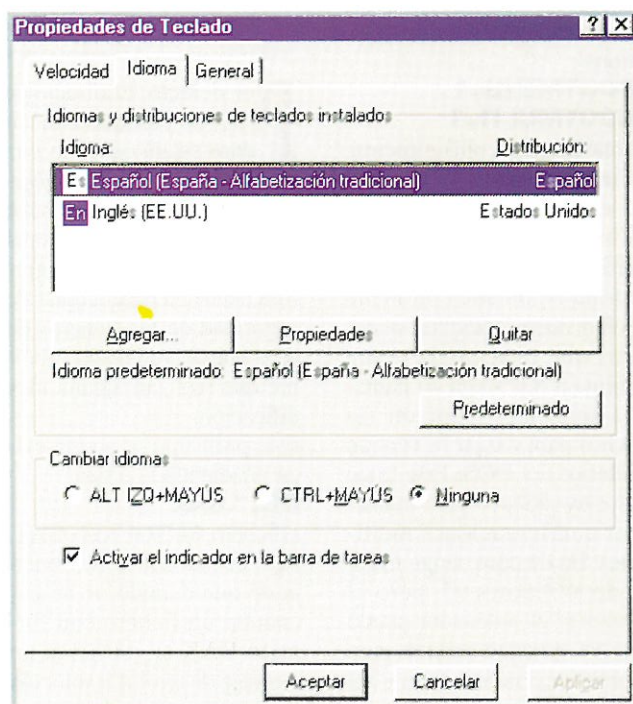 Propiedades de Teclado ? ×
Velocidad Idioma General
Idiomas y distribuciones de teclados instalados
Idioma: Distribución:
Es Español (España - Alfabetización tradicional) Español
En Inglés (EE.UU.) Estados Unidos
Agregar... Propiedades Quitar
Idioma predeterminado: Español (España - Alfabetización tradicional)
Predeterminado
Cambiar idiomas
ALT IZQ+MAYÚS CTRL+MAYÚS Ninguna
Activar el indicador en la barra de tareas
Aceptar Cancelar Aplicar